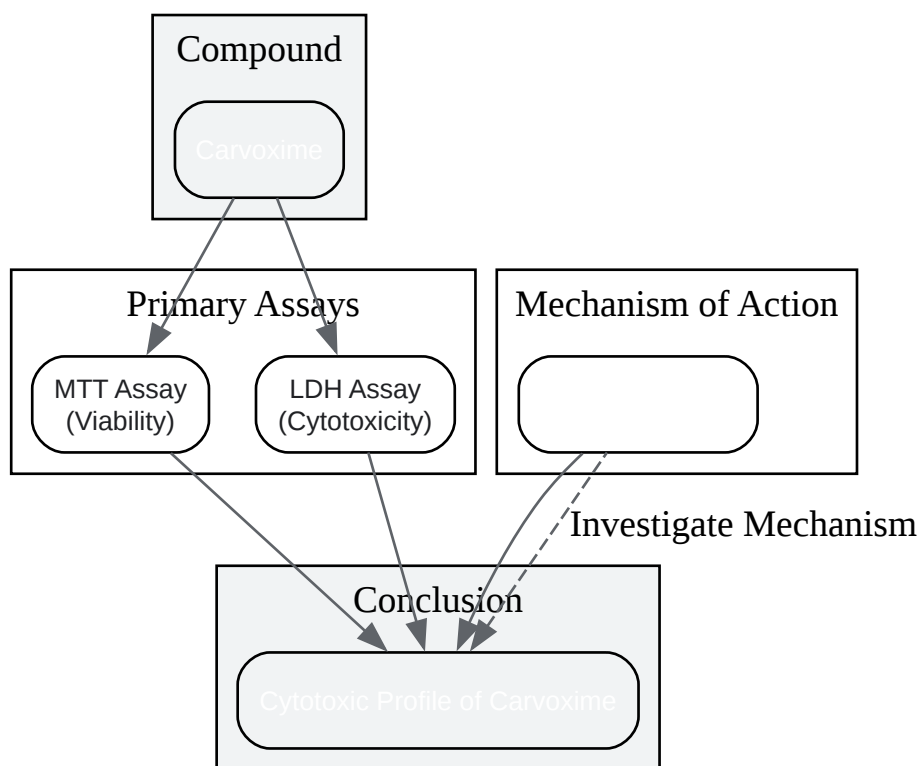 Compound
Carvoxime
Primary Assays
Mechanism of Action
MTT Assay
(Viability)
LDH Assay
(Cytotoxicity)
Investigate Mechanism
Conclusion
Cytotoxic Profile of Carvoxime